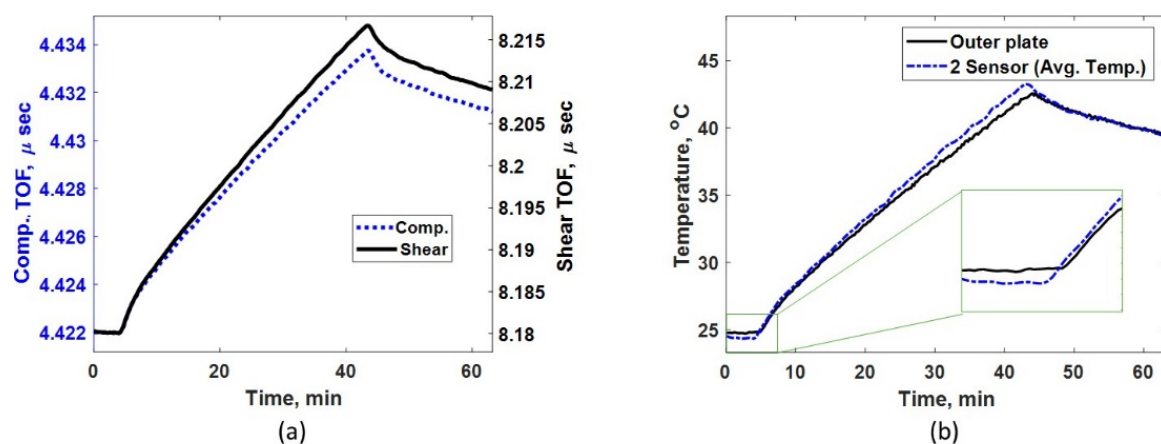 4.434
4.432
4.43
4.428
4.426
4.424
4.422
Comp.. TOF, μ sec
8.215
8.21
8.205
8.2
8.195
8.19
8.185
8.18
Shear TOF, μ sec
Comp.
Shear
0 20 40 60
Time, min
(a)
45
40
35
30
25
Temperature, °C
Outer plate
2 Sensor (Avg. Temp.)
0 10 20 30 40 50 60
Time, min
(b)